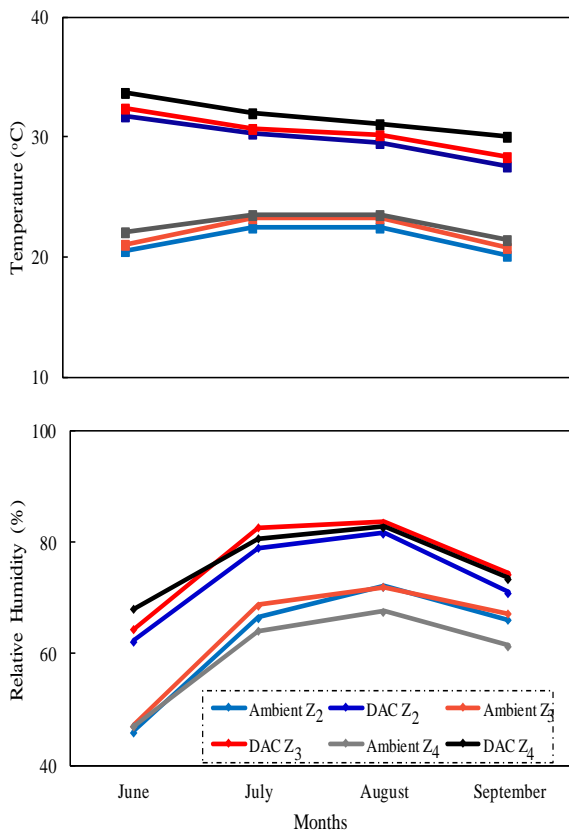 40
30
20
10
Temperature (°C)
100
80
60
40
Relative Humidity (%)
Ambient Z2 DAC Z2 Ambient Z3
DAC Z3 Ambient Z4 DAC Z4
June July August September
Months